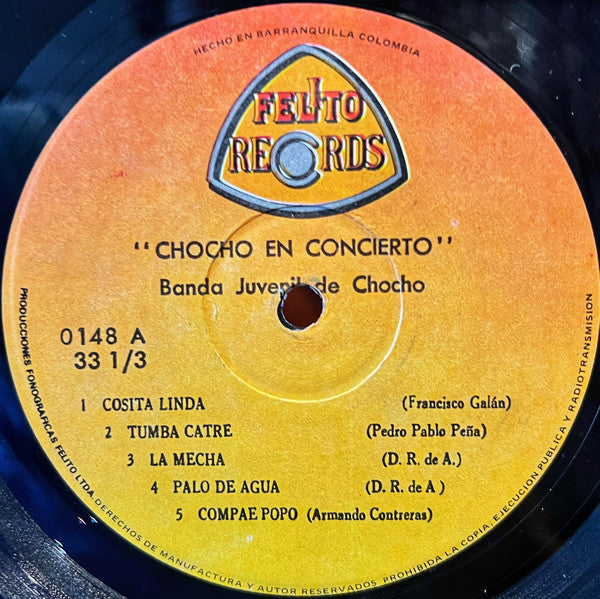 HECHO EN BARRANQUILLA COLOMBIA
FELITO
RECORDS
"CHOCHO EN CONCIERTO"
Banda Juvenil de Chocho
0148 A
33 1/3
1 COSITA LINDA (Francisco Galán)
2 TUMBA CATRE (Pedro Pablo Peña)
3 LA MECHA (D. R. de A.)
4 PALO DE AGUA (D. R. de A)
5 COMPAE POPO (Armando Contreras)
PRODUCCIONES FONOGRAFICAS FELITO LTDA. DERECHOS DE MANUFACTURA Y AUTOR RESERVADOS. PROHIBIDA LA COPIA, EJECUCION PUBLICA Y RADIOTRANSMISION